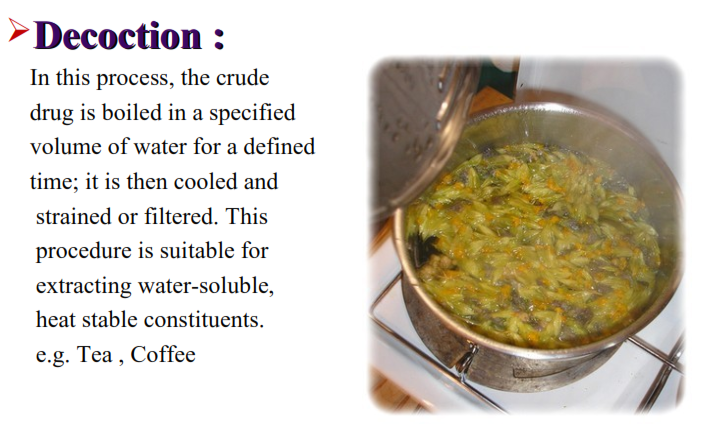 Decoction :
In this process, the crude
drug is boiled in a specified
volume of water for a defined
time; it is then cooled and
strained or filtered. This
procedure is suitable for
extracting water-soluble,
heat stable constituents.
e.g. Tea , Coffee